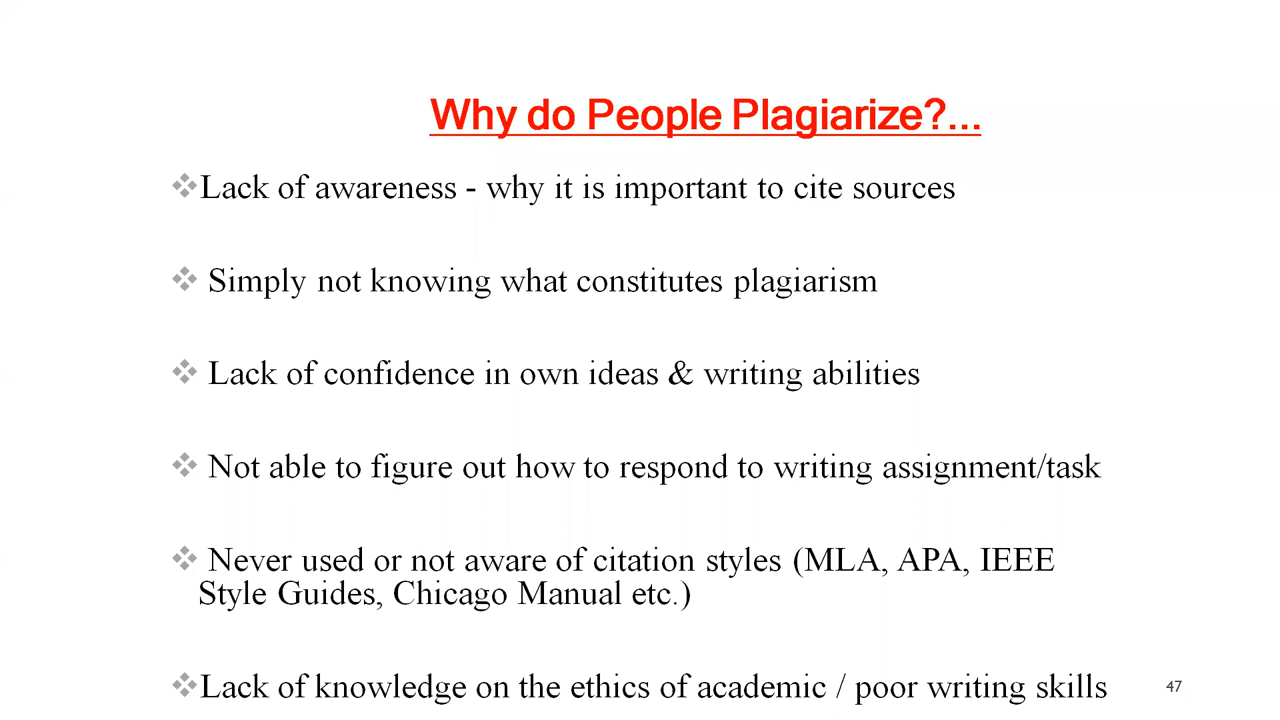 Why do People Plagiarize?...
❖Lack of awareness - why it is important to cite sources
❖ Simply not knowing what constitutes plagiarism
❖ Lack of confidence in own ideas & writing abilities
❖ Not able to figure out how to respond to writing assignment/task
❖ Never used or not aware of citation styles (MLA, APA, IEEE
Style Guides, Chicago Manual etc.)
❖Lack of knowledge on the ethics of academic / poor writing skills
47